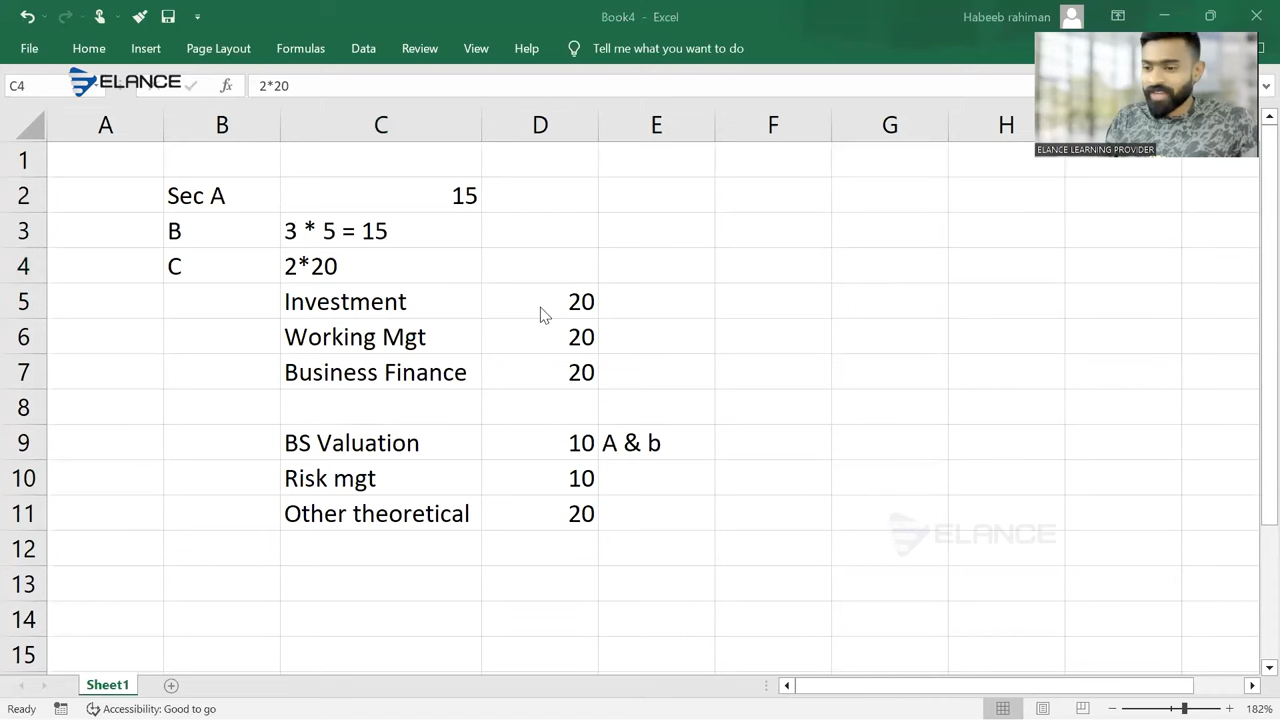 Book4 - Excel
Habeeb rahiman
File Home Insert Page Layout Formulas Data Review View Help Tell me what you want to do
C4
ELANCE
fx
2*20
ELANCE LEARNING PROVIDER
A B C D E F G H
1
2 Sec A 15
3 B 3 * 5 = 15
4 C 2*20
5 Investment 20
6 Working Mgt 20
7 Business Finance 20
8
9 BS Valuation 10 A & b
10 Risk mgt 10
11 Other theoretical 20
ELANCE
12
13
14
15
Sheet1
Ready Accessibility: Good to go 182%